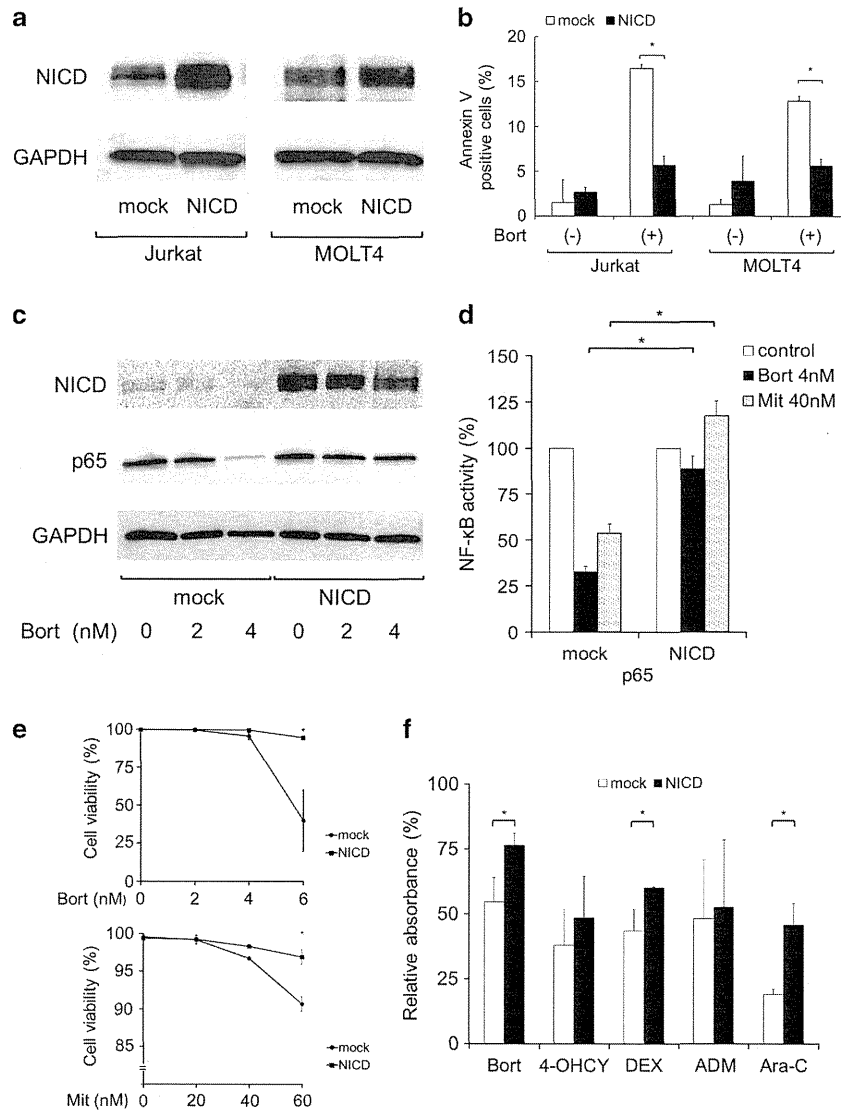 a
NICD
GAPDH
mock NICD mock NICD
Jurkat MOLT4
b
mock NICD
Annexin V
positive cells (%)
20
15
10
5
0
* *
Bort (-) (+) (-) (+)
Jurkat MOLT4
c
NICD
p65
GAPDH
mock NICD
Bort (nM) 0 2 4 0 2 4
d
control
Bort 4nM
Mit 40nM
NF-κB activity (%)
150
125
100
75
50
25
0
*
*
mock NICD
p65
e
Cell viability (%)
100
75
50
25
0
*
mock
NICD
Bort (nM) 0 2 4 6
Cell viability (%)
100
95
90
85
*
mock
NICD
Mit (nM) 0 20 40 60
f
mock NICD
Relative absorbance (%)
100
75
50
25
0
* * *
Bort 4-OHCY DEX ADM Ara-C